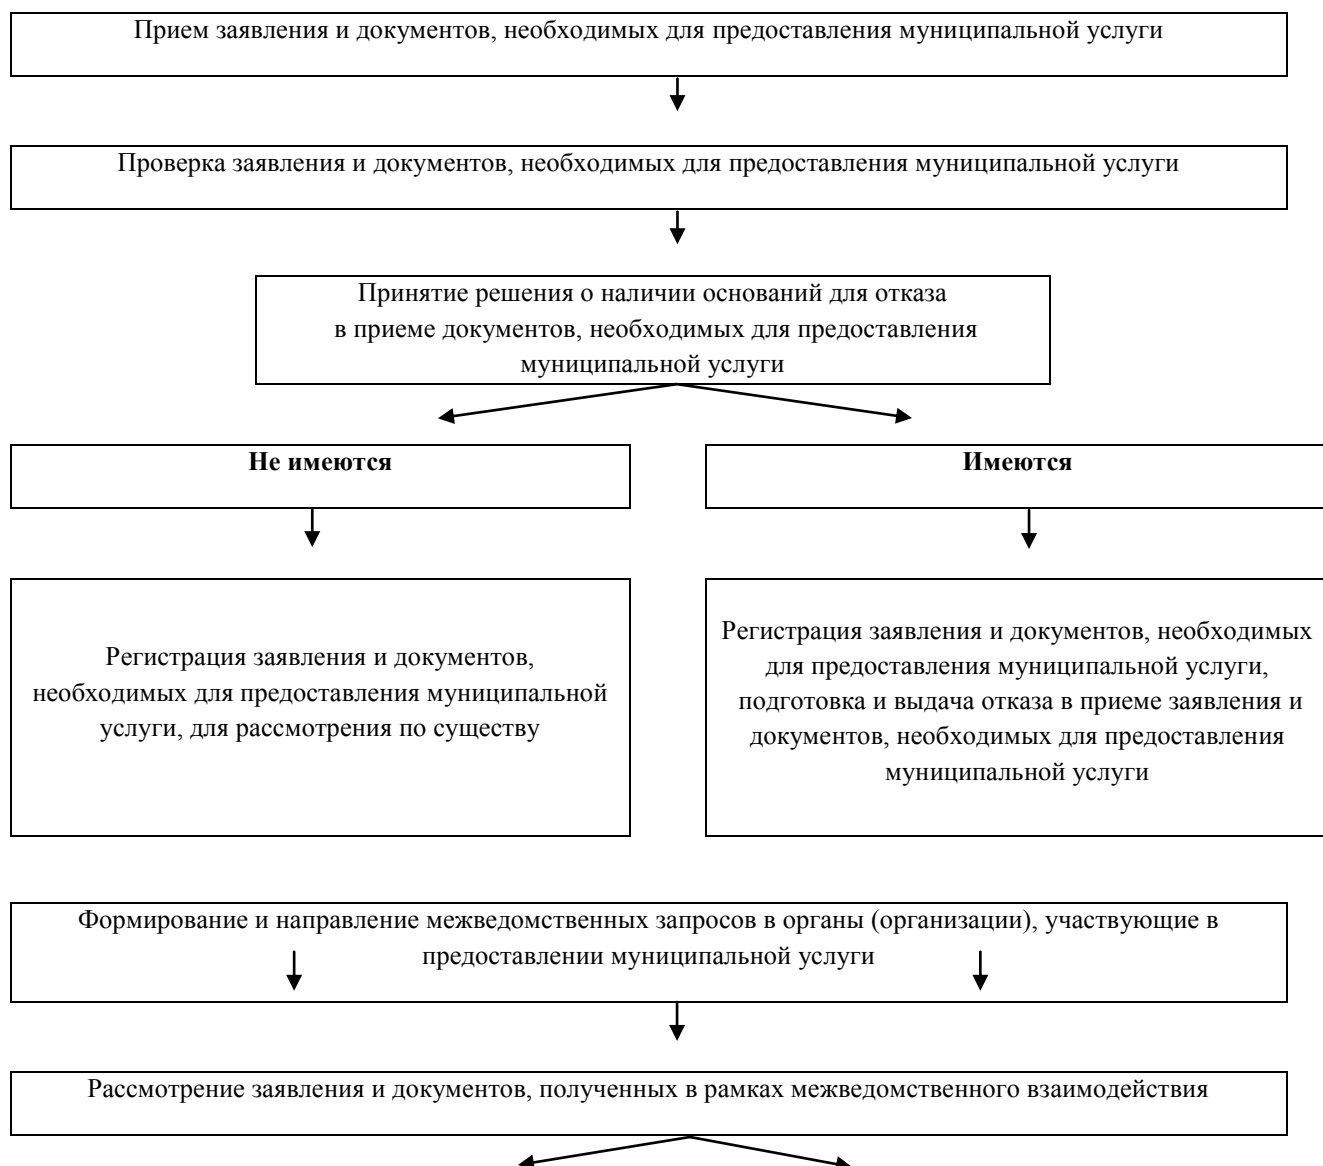 Прием заявления и документов, необходимых для предоставления муниципальной услуги
Проверка заявления и документов, необходимых для предоставления муниципальной услуги
Принятие решения о наличии оснований для отказа
в приеме документов, необходимых для предоставления
муниципальной услуги
Не имеются
Имеются
Регистрация заявления и документов,
необходимых для предоставления муниципальной
услуги, для рассмотрения по существу
Регистрация заявления и документов, необходимых
для предоставления муниципальной услуги,
подготовка и выдача отказа в приеме заявления и
документов, необходимых для предоставления
муниципальной услуги
Формирование и направление межведомственных запросов в органы (организации), участвующие в
предоставлении муниципальной услуги
Рассмотрение заявления и документов, полученных в рамках межведомственного взаимодействия